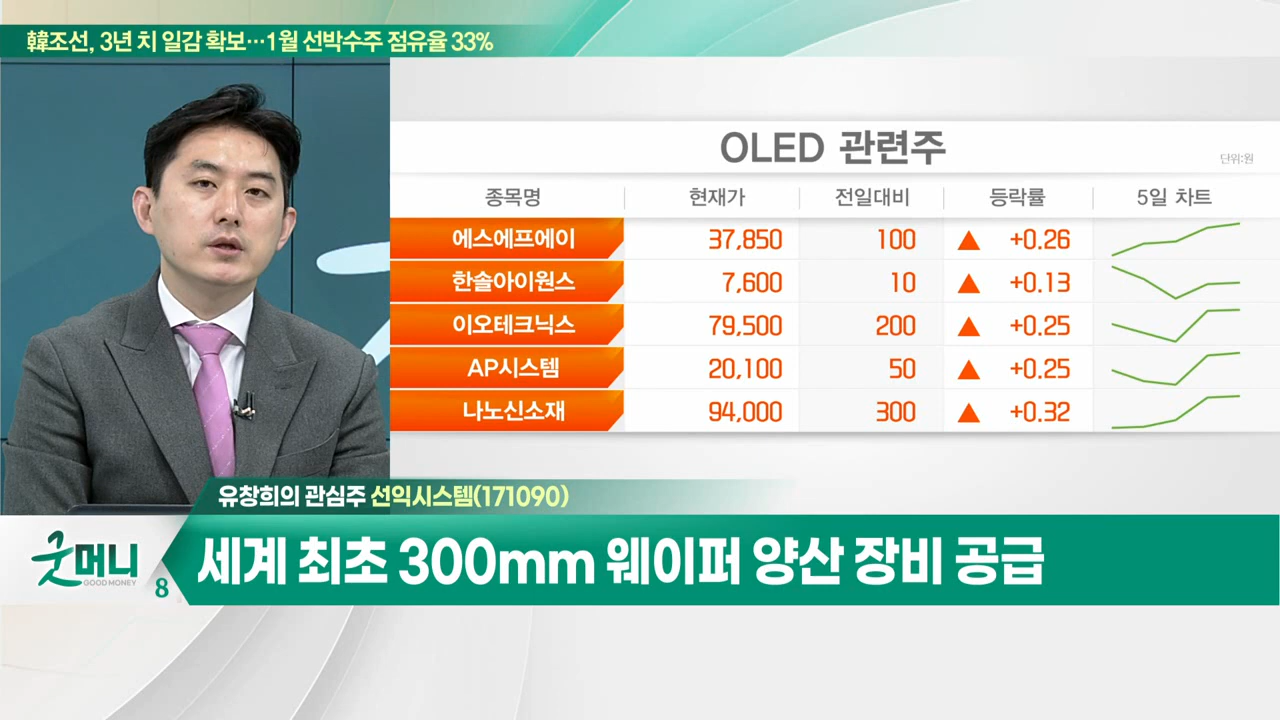 韓조선, 3년 치 일감 확보…1월 선박수주 점유율 33%
OLED 관련주
단위:원
종목명 현재가 전일대비 등락률 5일 차트
에스에프에이 37,850 100 ▲ +0.26
한솔아이원스 7,600 10 ▲ +0.13
이오테크닉스 79,500 200 ▲ +0.25
AP시스템 20,100 50 ▲ +0.25
나노신소재 94,000 300 ▲ +0.32
유창희의 관심주 선익시스템(171090)
굿머니
GOOD MONEY
8
세계 최초 300mm 웨이퍼 양산 장비 공급